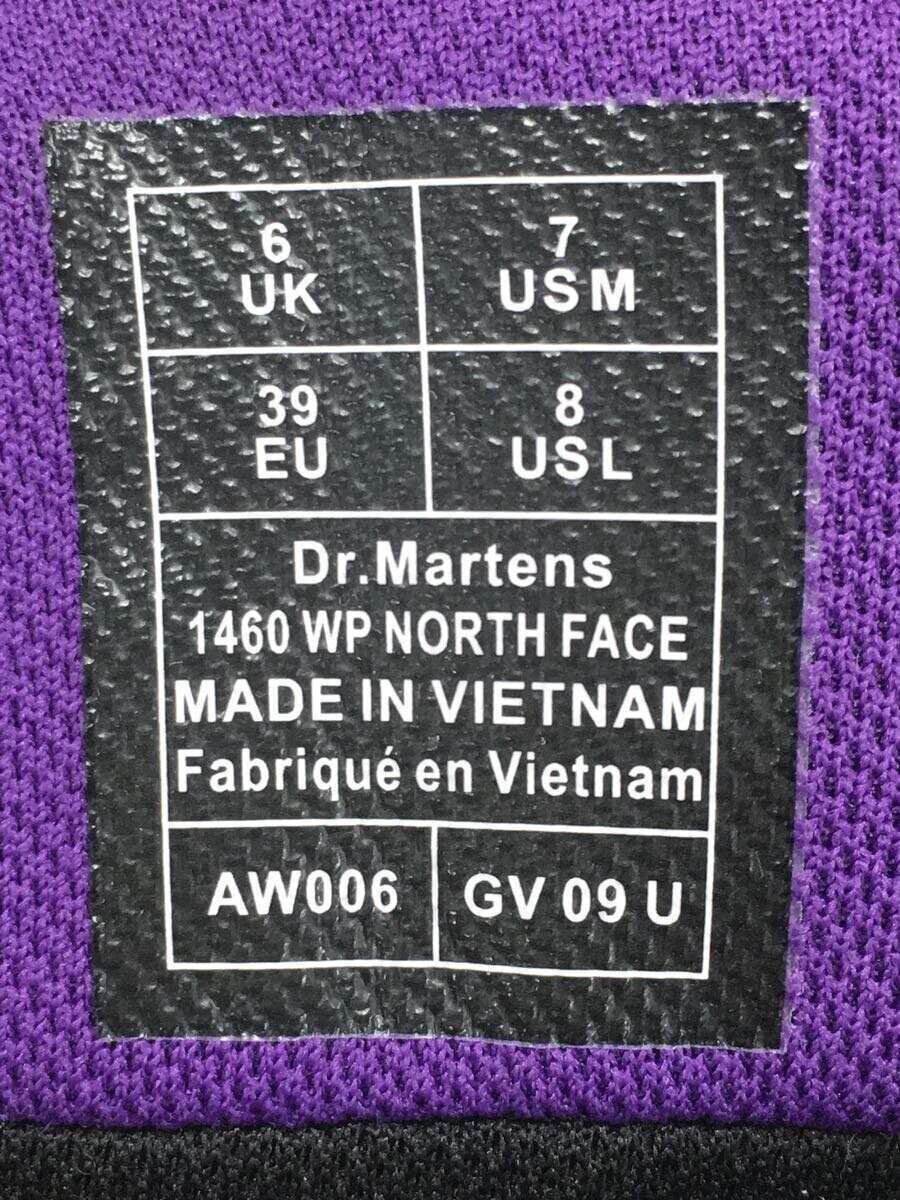 6
UK
7
USM
39
EU
8
USL
Dr.Martens
1460 WP NORTH FACE
MADE IN VIETNAM
Fabriqué en Vietnam
AW006
GV 09 U